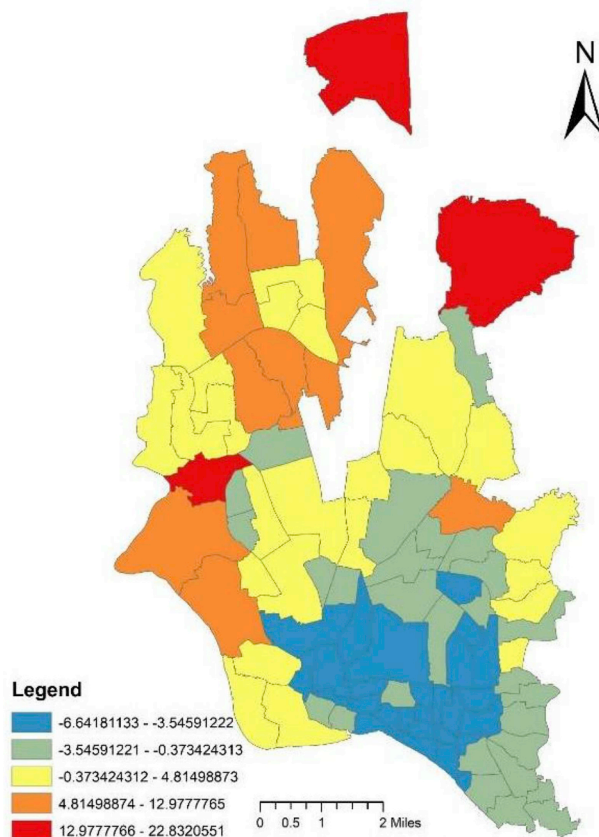 N
Legend
-6.64181133 - -3.54591222
-3.54591221 - -0.373424313
-0.373424312 - 4.81498873
4.81498874 - 12.9777765
12.9777766 - 22.8320551
0 0.5 1 2 Miles